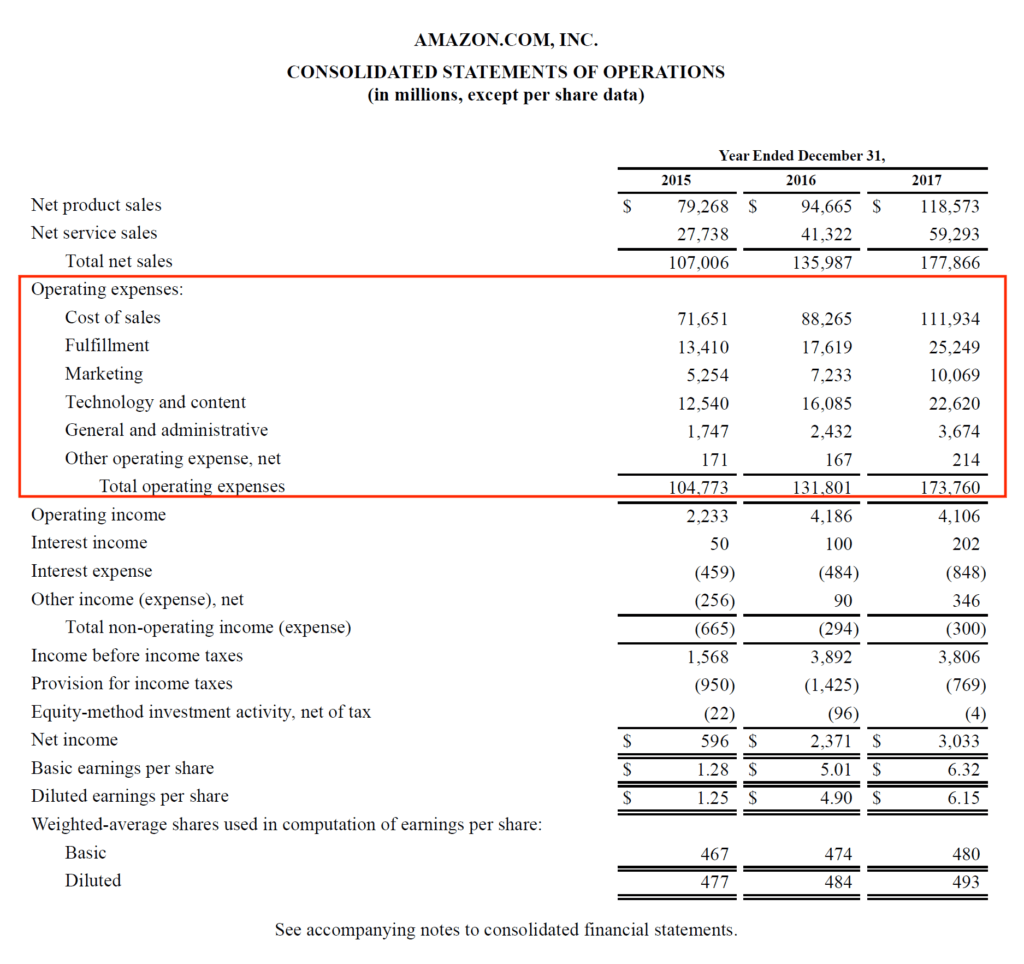 AMAZON.COM, INC.
CONSOLIDATED STATEMENTS OF OPERATIONS
(in millions, except per share data)
Year Ended December 31,
2015 2016 2017
Net product sales $ 79,268 $ 94,665 $ 118,573
Net service sales 27,738 41,322 59,293
Total net sales 107,006 135,987 177,866
Operating expenses:
Cost of sales 71,651 88,265 111,934
Fulfillment 13,410 17,619 25,249
Marketing 5,254 7,233 10,069
Technology and content 12,540 16,085 22,620
General and administrative 1,747 2,432 3,674
Other operating expense, net 171 167 214
Total operating expenses 104,773 131,801 173,760
Operating income 2,233 4,186 4,106
Interest income 50 100 202
Interest expense (459) (484) (848)
Other income (expense), net (256) 90 346
Total non-operating income (expense) (665) (294) (300)
Income before income taxes 1,568 3,892 3,806
Provision for income taxes (950) (1,425) (769)
Equity-method investment activity, net of tax (22) (96) (4)
Net income $ 596 $ 2,371 $ 3,033
Basic earnings per share $ 1.28 $ 5.01 $ 6.32
Diluted earnings per share $ 1.25 $ 4.90 $ 6.15
Weighted-average shares used in computation of earnings per share:
Basic 467 474 480
Diluted 477 484 493
See accompanying notes to consolidated financial statements.